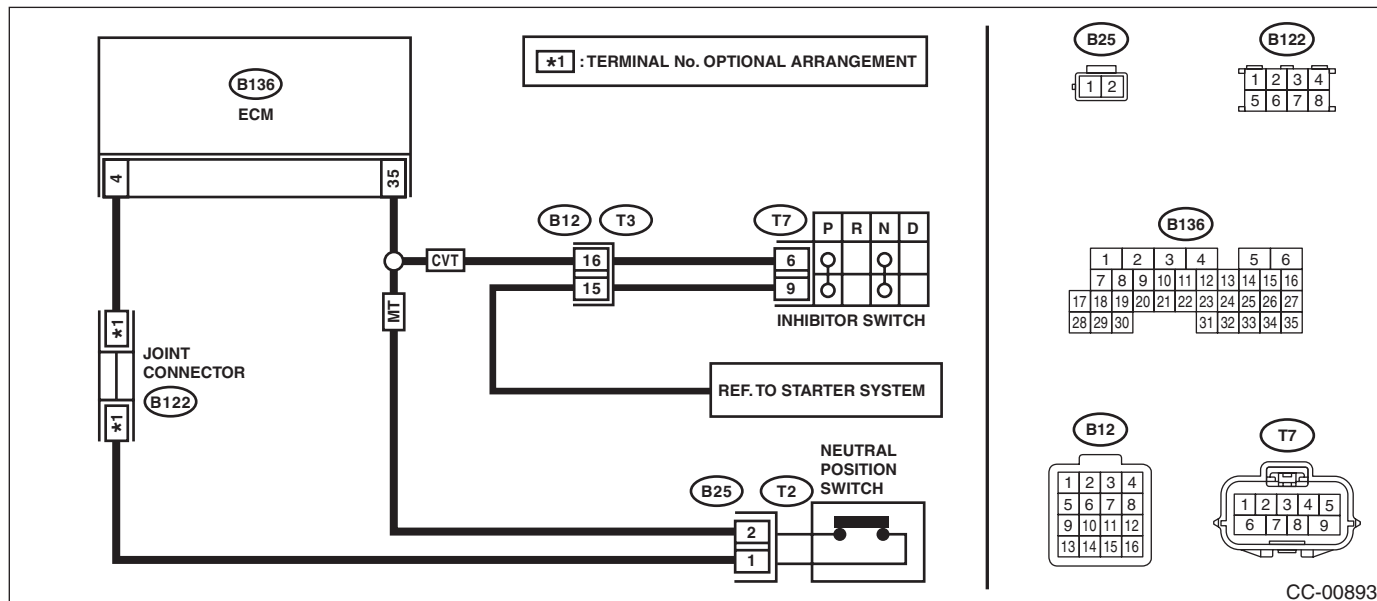 B136
ECM
*1 : TERMINAL No. OPTIONAL ARRANGEMENT
4
35
B12
T3
T7
P R N D
CVT
16
6
15
9
MT
INHIBITOR SWITCH
*1
JOINT
CONNECTOR
B122
*1
REF. TO STARTER SYSTEM
NEUTRAL
POSITION
SWITCH
B25
T2
2
1
B25
1 2
B122
1 2 3 4
5 6 7 8
B136
1 2 3 4 5 6
7 8 9 10 11 12 13 14 15 16
17 18 19 20 21 22 23 24 25 26 27
28 29 30 31 32 33 34 35
B12
1 2 3 4
5 6 7 8
9 10 11 12
13 14 15 16
T7
1 2 3 4 5
6 7 8 9
CC-00893